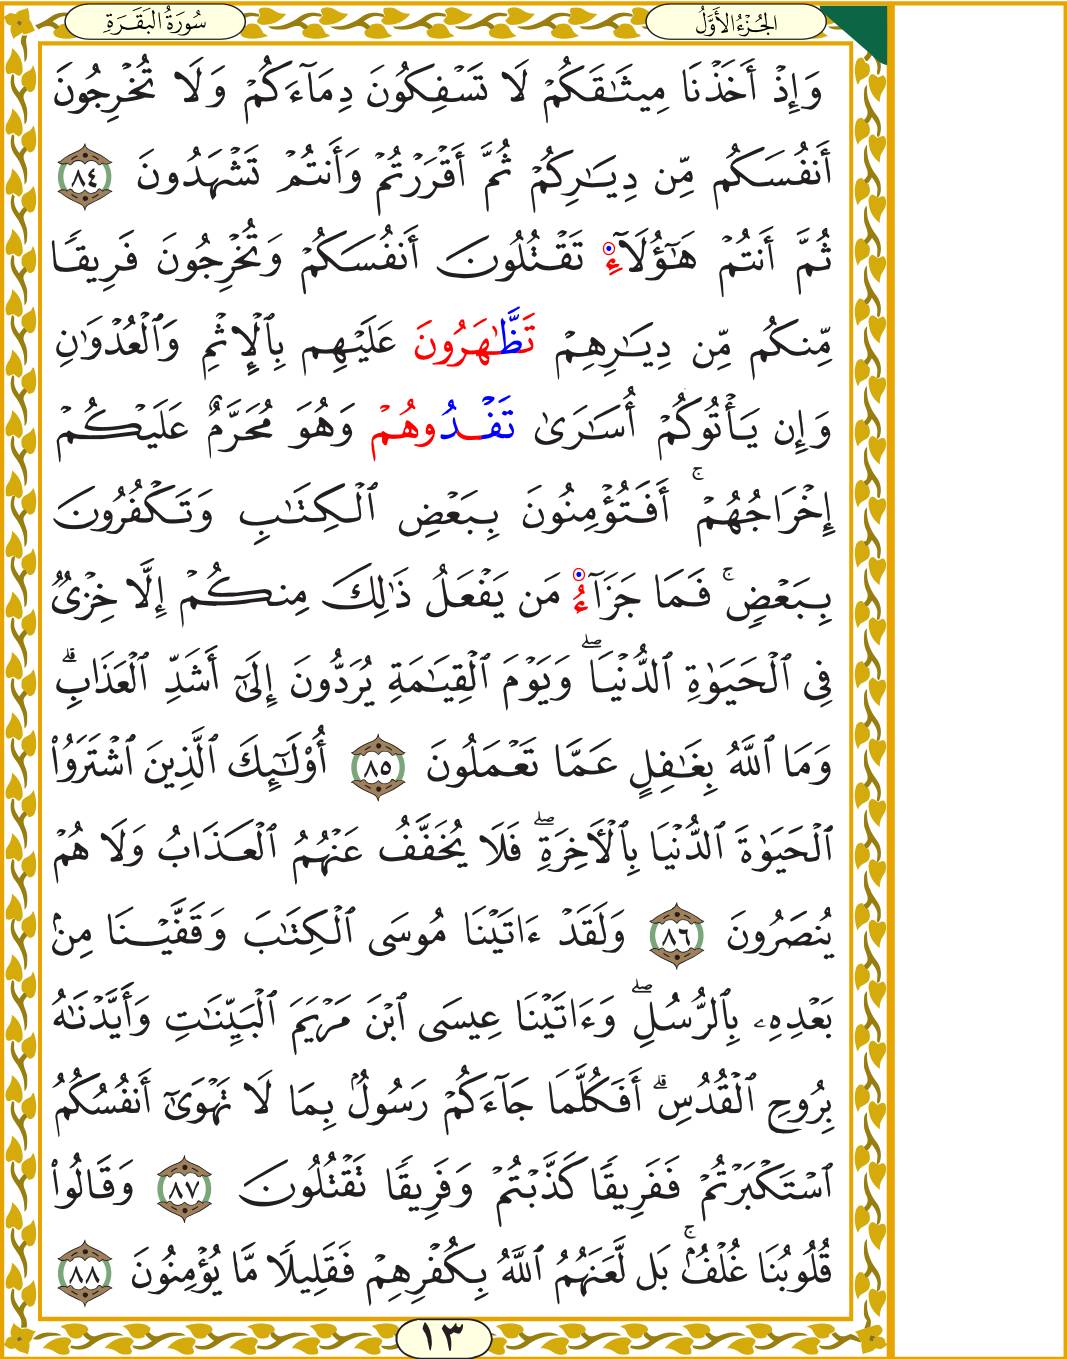 سُورَةُ البَقَرَةِ
الجُزْءُ الأَوَّلُ
وَإِذْ أَخَذْنَا مِيثَٰقَكُمْ لَا تَسْفِكُونَ دِمَآءَكُمْ وَلَا تُخْرِجُونَ
أَنفُسَكُم مِّن دِيَٰرِكُمْ ثُمَّ أَقْرَرْتُمْ وَأَنتُمْ تَشْهَدُونَ ٨٤
ثُمَّ أَنتُمْ هَٰٓؤُلَآءِ تَقْتُلُونَ أَنفُسَكُمْ وَتُخْرِجُونَ فَرِيقًا
مِّنكُم مِّن دِيَٰرِهِمْ تَظَّٰهَرُونَ عَلَيْهِم بِٱلْإِثْمِ وَٱلْعُدْوَٰنِ
وَإِن يَأْتُوكُمْ أُسَٰرَىٰ تَفْدُوهُمْ وَهُوَ مُحَرَّمٌ عَلَيْكُمْ
إِخْرَاجُهُمْ ۚ أَفَتُؤْمِنُونَ بِبَعْضِ ٱلْكِتَٰبِ وَتَكْفُرُونَ
بِبَعْضٍ ۚ فَمَا جَزَآءُ مَن يَفْعَلُ ذَٰلِكَ مِنكُمْ إِلَّا خِزْىٌ
فِى ٱلْحَيَوٰةِ ٱلدُّنْيَا ۖ وَيَوْمَ ٱلْقِيَٰمَةِ يُرَدُّونَ إِلَىٰٓ أَشَدِّ ٱلْعَذَابِ ۗ
وَمَا ٱللَّهُ بِغَٰفِلٍ عَمَّا تَعْمَلُونَ ٨٥ أُو۟لَٰٓئِكَ ٱلَّذِينَ ٱشْتَرَوُا۟
ٱلْحَيَوٰةَ ٱلدُّنْيَا بِٱلْأَخِرَةِ ۖ فَلَا يُخَفَّفُ عَنْهُمُ ٱلْعَذَابُ وَلَا هُمْ
يُنصَرُونَ ٨٦ وَلَقَدْ ءَاتَيْنَا مُوسَى ٱلْكِتَٰبَ وَقَفَّيْنَا مِنۢ
بَعْدِهِۦ بِٱلرُّسُلِ ۖ وَءَاتَيْنَا عِيسَى ٱبْنَ مَرْيَمَ ٱلْبَيِّنَٰتِ وَأَيَّدْنَٰهُ
بِرُوحِ ٱلْقُدُسِ ۗ أَفَكُلَّمَا جَآءَكُمْ رَسُولٌۢ بِمَا لَا تَهْوَىٰٓ أَنفُسُكُمُ
ٱسْتَكْبَرْتُمْ فَفَرِيقًا كَذَّبْتُمْ وَفَرِيقًا تَقْتُلُونَ ٨٧ وَقَالُوا۟
قُلُوبُنَا غُلْفٌۢ ۚ بَل لَّعَنَهُمُ ٱللَّهُ بِكُفْرِهِمْ فَقَلِيلًا مَّا يُؤْمِنُونَ ٨٨
١٣